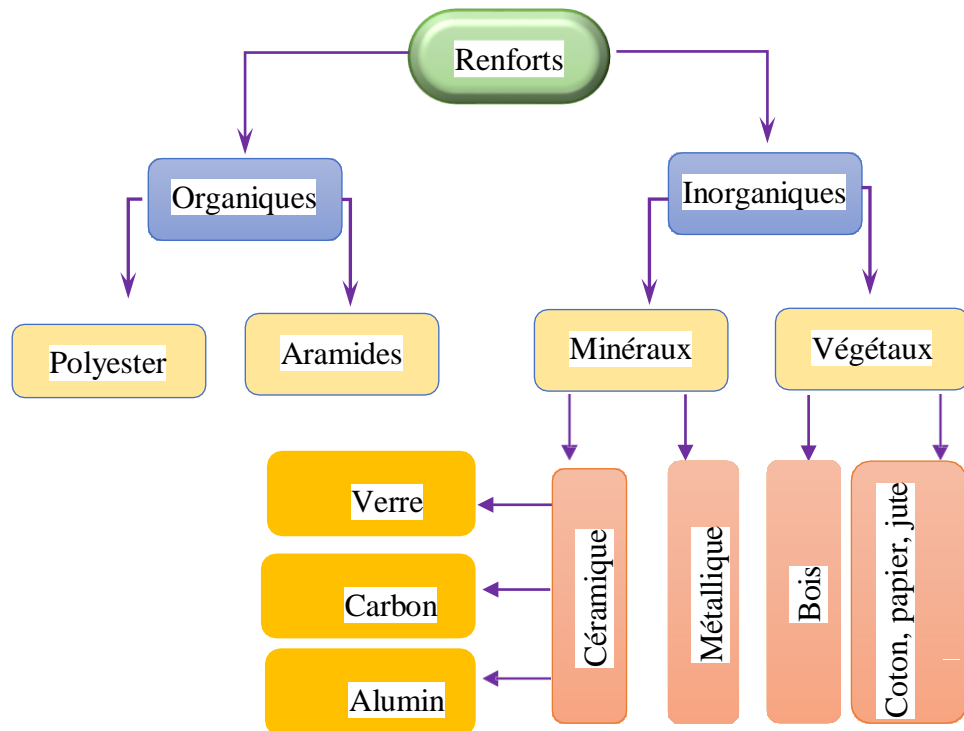 Renforts
Organiques
Inorganiques
Polyester
Aramides
Minéraux
Végétaux
Verre
Carbon
Alumin
Céramique
Métallique
Bois
Coton, papier, jute